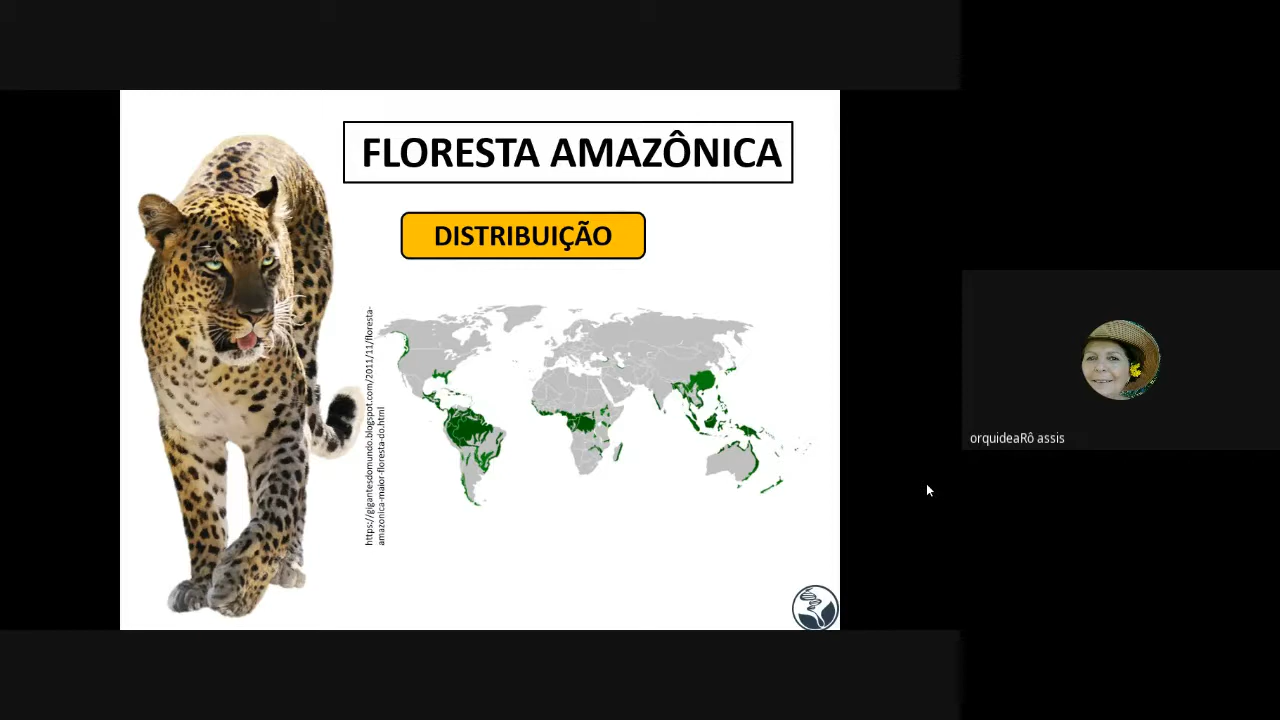 FLORESTA AMAZÔNICA
DISTRIBUIÇÃO
https://gigantesdomundo.blogspot.com/2011/11/floresta-
amazonica-maior-floresta-do.html
orquideaRô assis